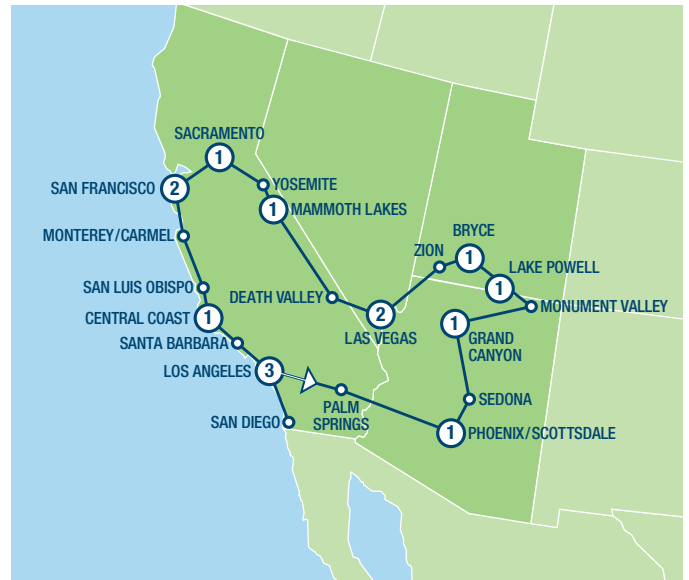 SACRAMENTO
1
YOSEMITE
SAN FRANCISCO
2
1
MAMMOTH LAKES
MONTEREY/CARMEL
BRYCE
ZION
1
LAKE POWELL
SAN LUIS OBISPO
DEATH VALLEY
1
MONUMENT VALLEY
CENTRAL COAST
1
2
LAS VEGAS
1
GRAND
CANYON
SANTA BARBARA
LOS ANGELES
3
PALM
SPRINGS
SEDONA
SAN DIEGO
1
PHOENIX/SCOTTSDALE